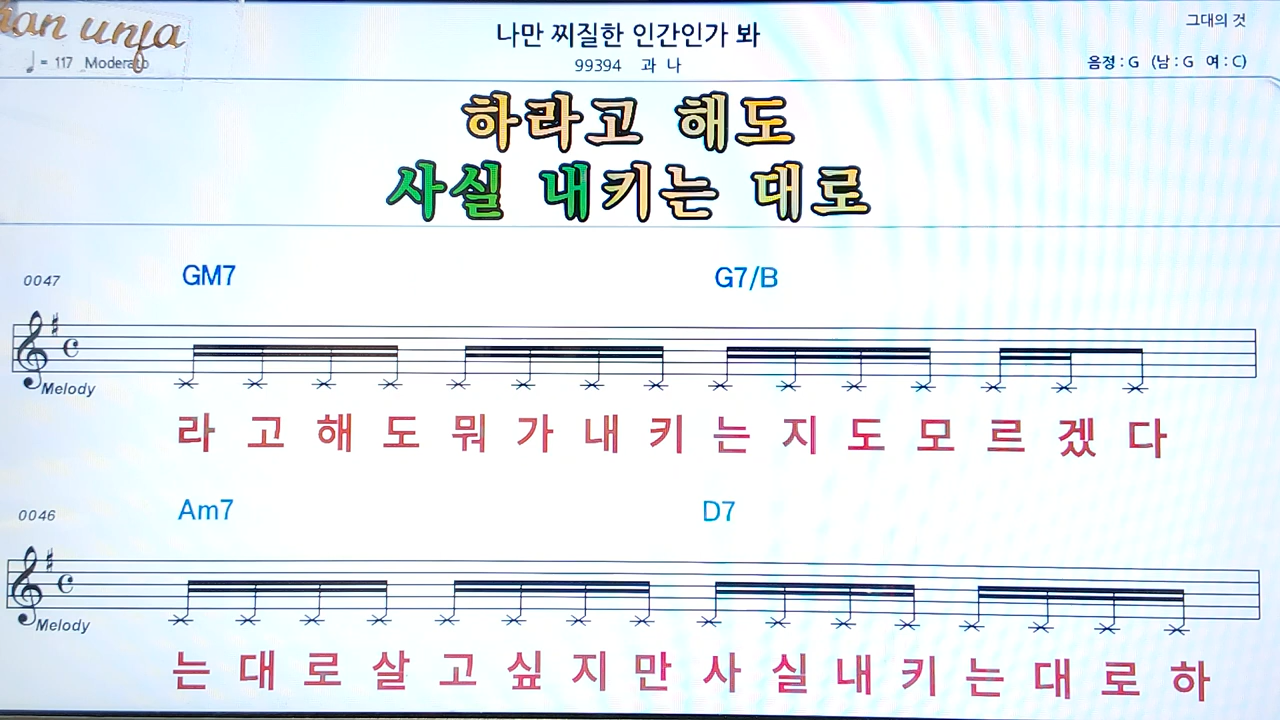 나만 찌질한 인간인가 봐
그대의 것
♩ = 117 Moderato
99394 과 나
음정 : G (남 : G 여 : C)
하라고 해도
사실 내키는 대로
0047
GM7 G7/B
Melody
라 고 해 도 뭐 가 내 키 는 지 도 모 르 겠 다
0046
Am7 D7
Melody
는 대 로 살 고 싶 지 만 사 실 내 키 는 대 로 하